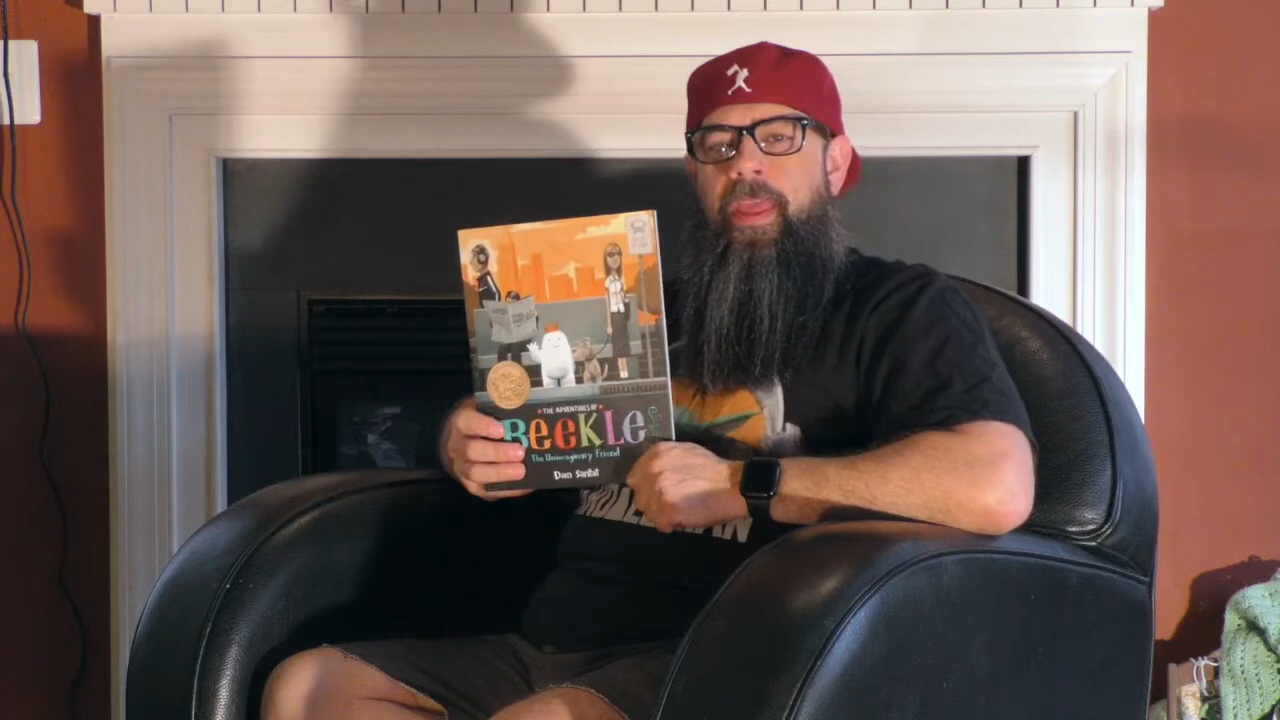 THE ADVENTURES OF
BEEKLE
The Unimaginary Friend
Dan Santat